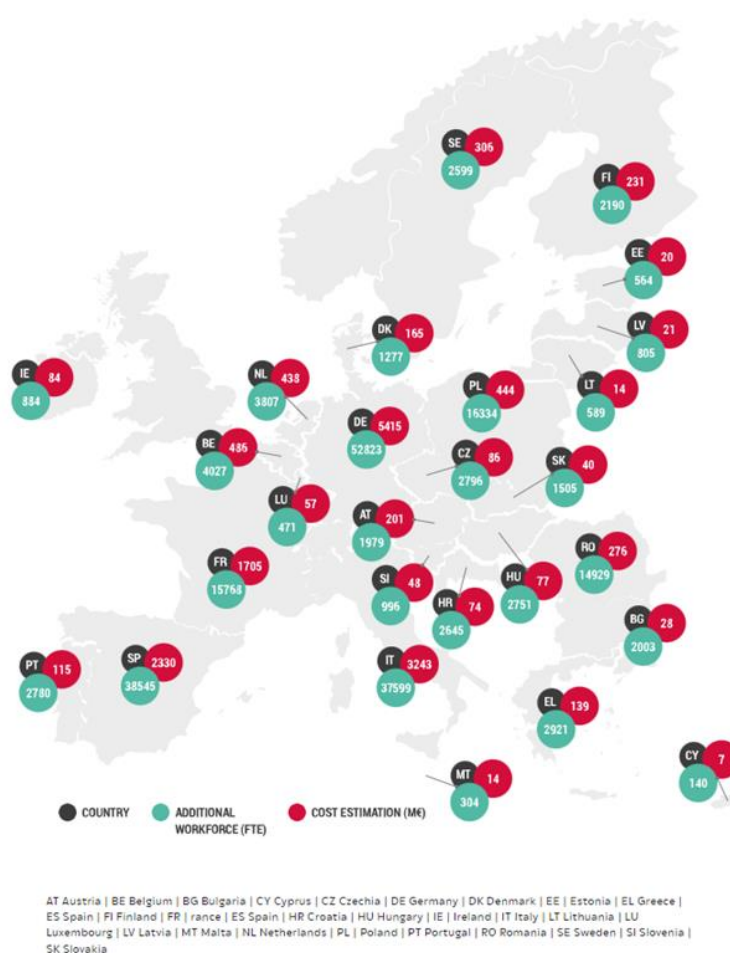 SE 306
2599
FI 231
2190
EE 20
564
DK 165
1277
LV 21
805
IE 84
884
NL 438
3807
PL 444
16334
LT 14
589
DE 5415
52823
BE 486
4027
CZ 86
2796
SK 40
1505
LU 57
471
AT 201
1979
RO 276
14929
FR 1705
15768
SI 48
996
HR 74
2645
HU 77
2751
BG 28
2003
PT 115
2780
SP 2330
38545
IT 3243
37599
EL 139
2921
CY 7
140
MT 14
304
COUNTRY
ADDITIONAL
WORKFORCE (FTE)
COST ESTIMATION (M€)
AT Austria | BE Belgium | BG Bulgaria | CY Cyprus | CZ Czechia | DE Germany | DK Denmark | EE | Estonia | EL Greece |
ES Spain | FI Finland | FR | rance | ES Spain | HR Croatia | HU Hungary | IE | Ireland | IT Italy | LT Lithuania | LU
Luxembourg | LV Latvia | MT Malta | NL Netherlands | PL | Poland | PT Portugal | RO Romania | SE Sweden | SI Slovenia |
SK Slovakia